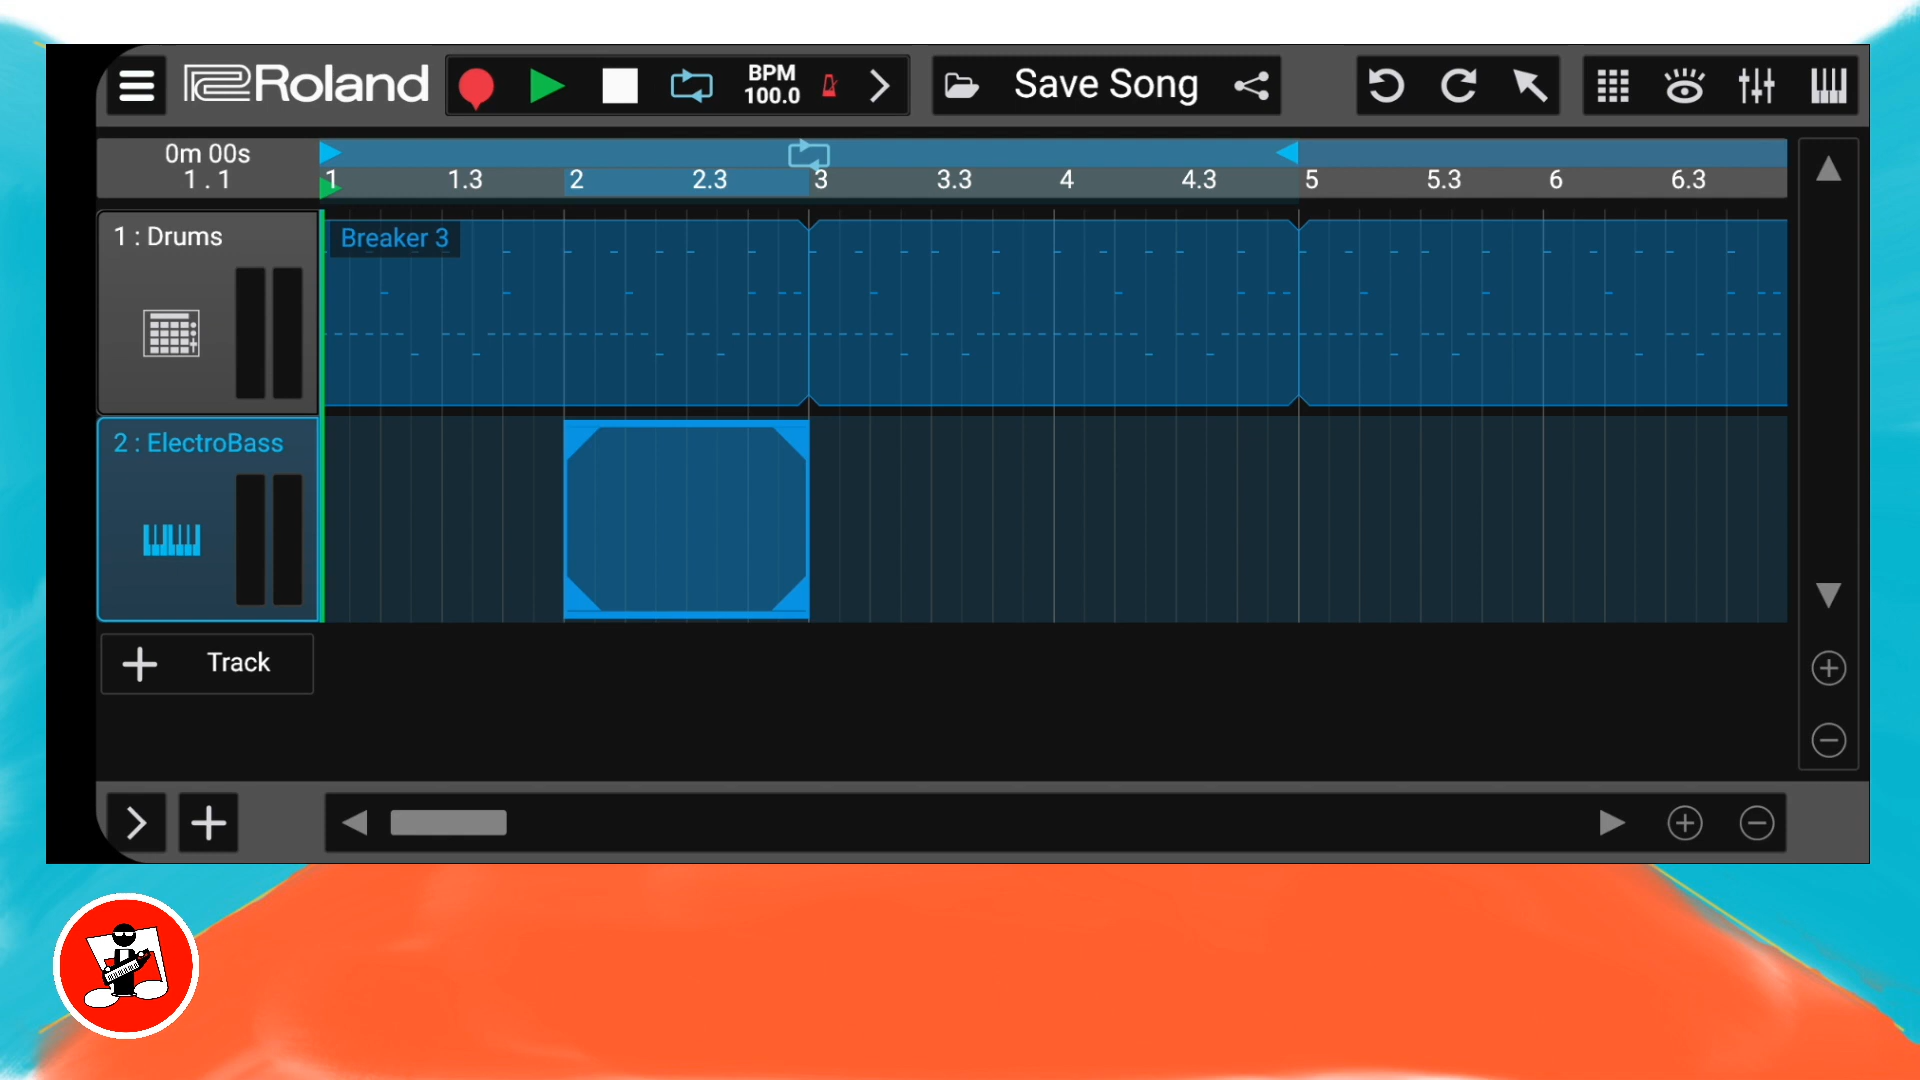 Roland
BPM
100.0
Save Song
0m 00s
1 . 1
1 1.3 2 2.3 3 3.3 4 4.3 5 5.3 6 6.3
1 : Drums
Breaker 3
2 : ElectroBass
Track